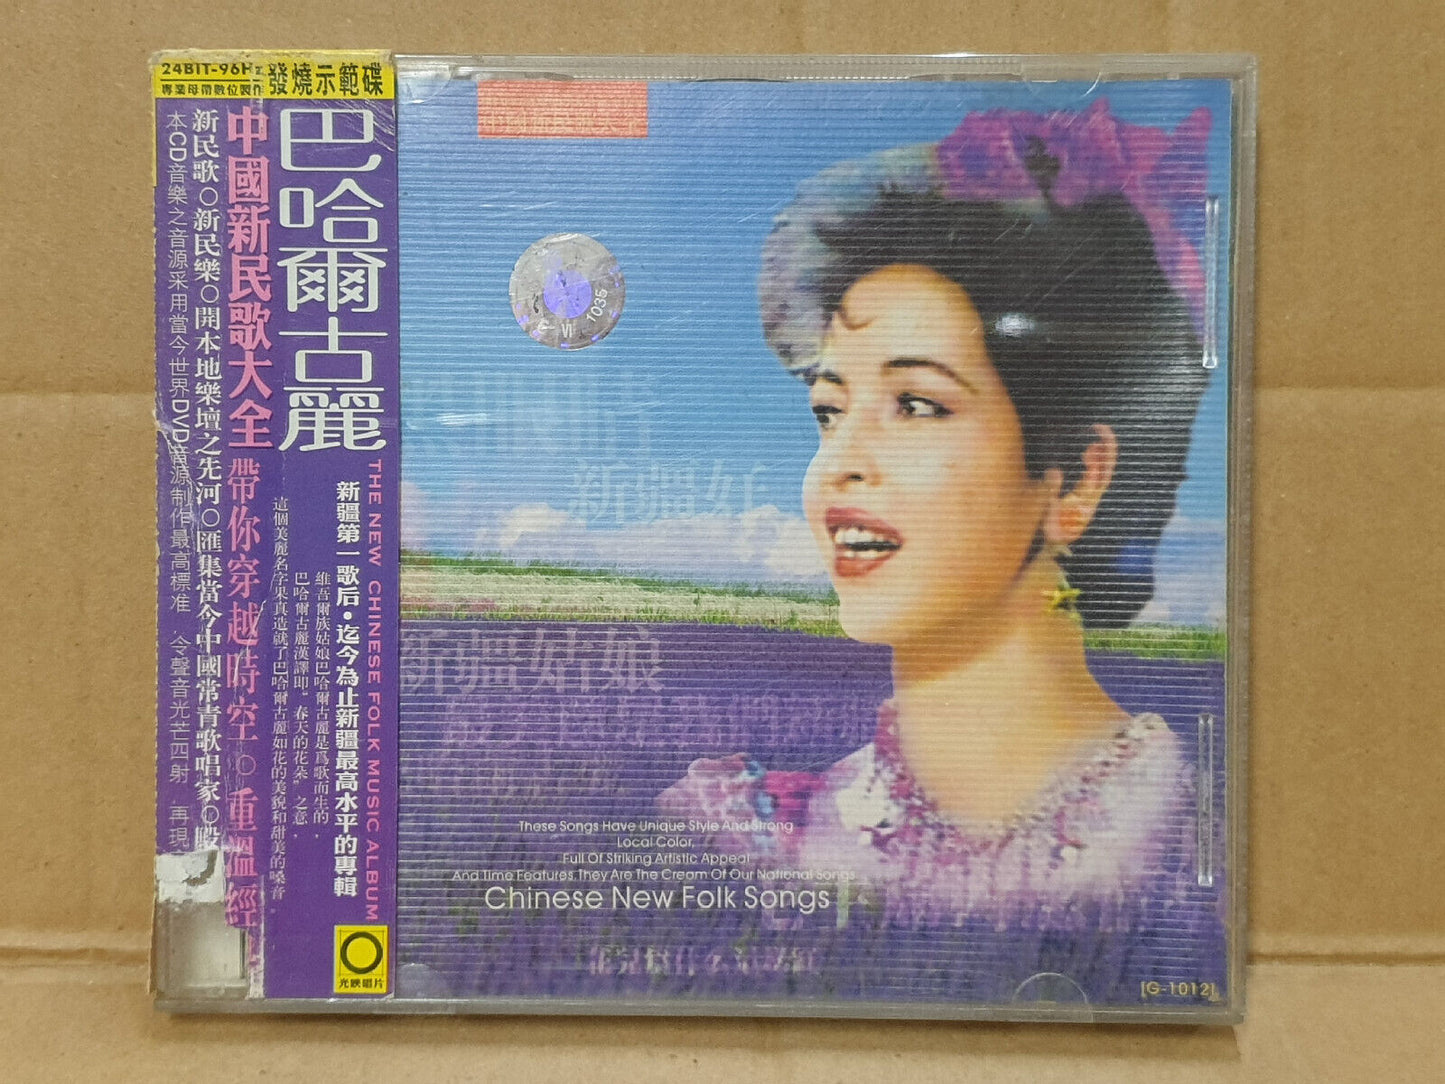 24BIT-96H
發燒示範碟
專業母帶數位製作
巴哈爾古麗
THE NEW CHINESE FOLK MUSIC ALBUM
新疆第一歌后·迄今為止新疆最高水平的專輯
維吾爾族姑娘巴哈爾古麗是爲歌而生的.
巴哈爾古麗漢譯即"春天的花朵"之意.
這個美麗名字果真造就了巴哈爾古麗如花的美貌和甜美的嗓音.
中國新民歌大全 帶你穿越時空○重溫經
新民歌○新民樂○開本地樂壇之先河○匯集當今中國常青歌唱家○
本CD音樂之音源采用當今世界DVD音源制作最高標准 令聲音光芒四射 再現
光映唱片
中國新民歌大全
VI 1035
新疆好
新疆姑娘
These Songs Have Unique Style And Strong
Local Color,
Full Of Striking Artistic Appeal
And Time Features,They Are The Cream Of Our National Songs
Chinese New Folk Songs
[G-1012]